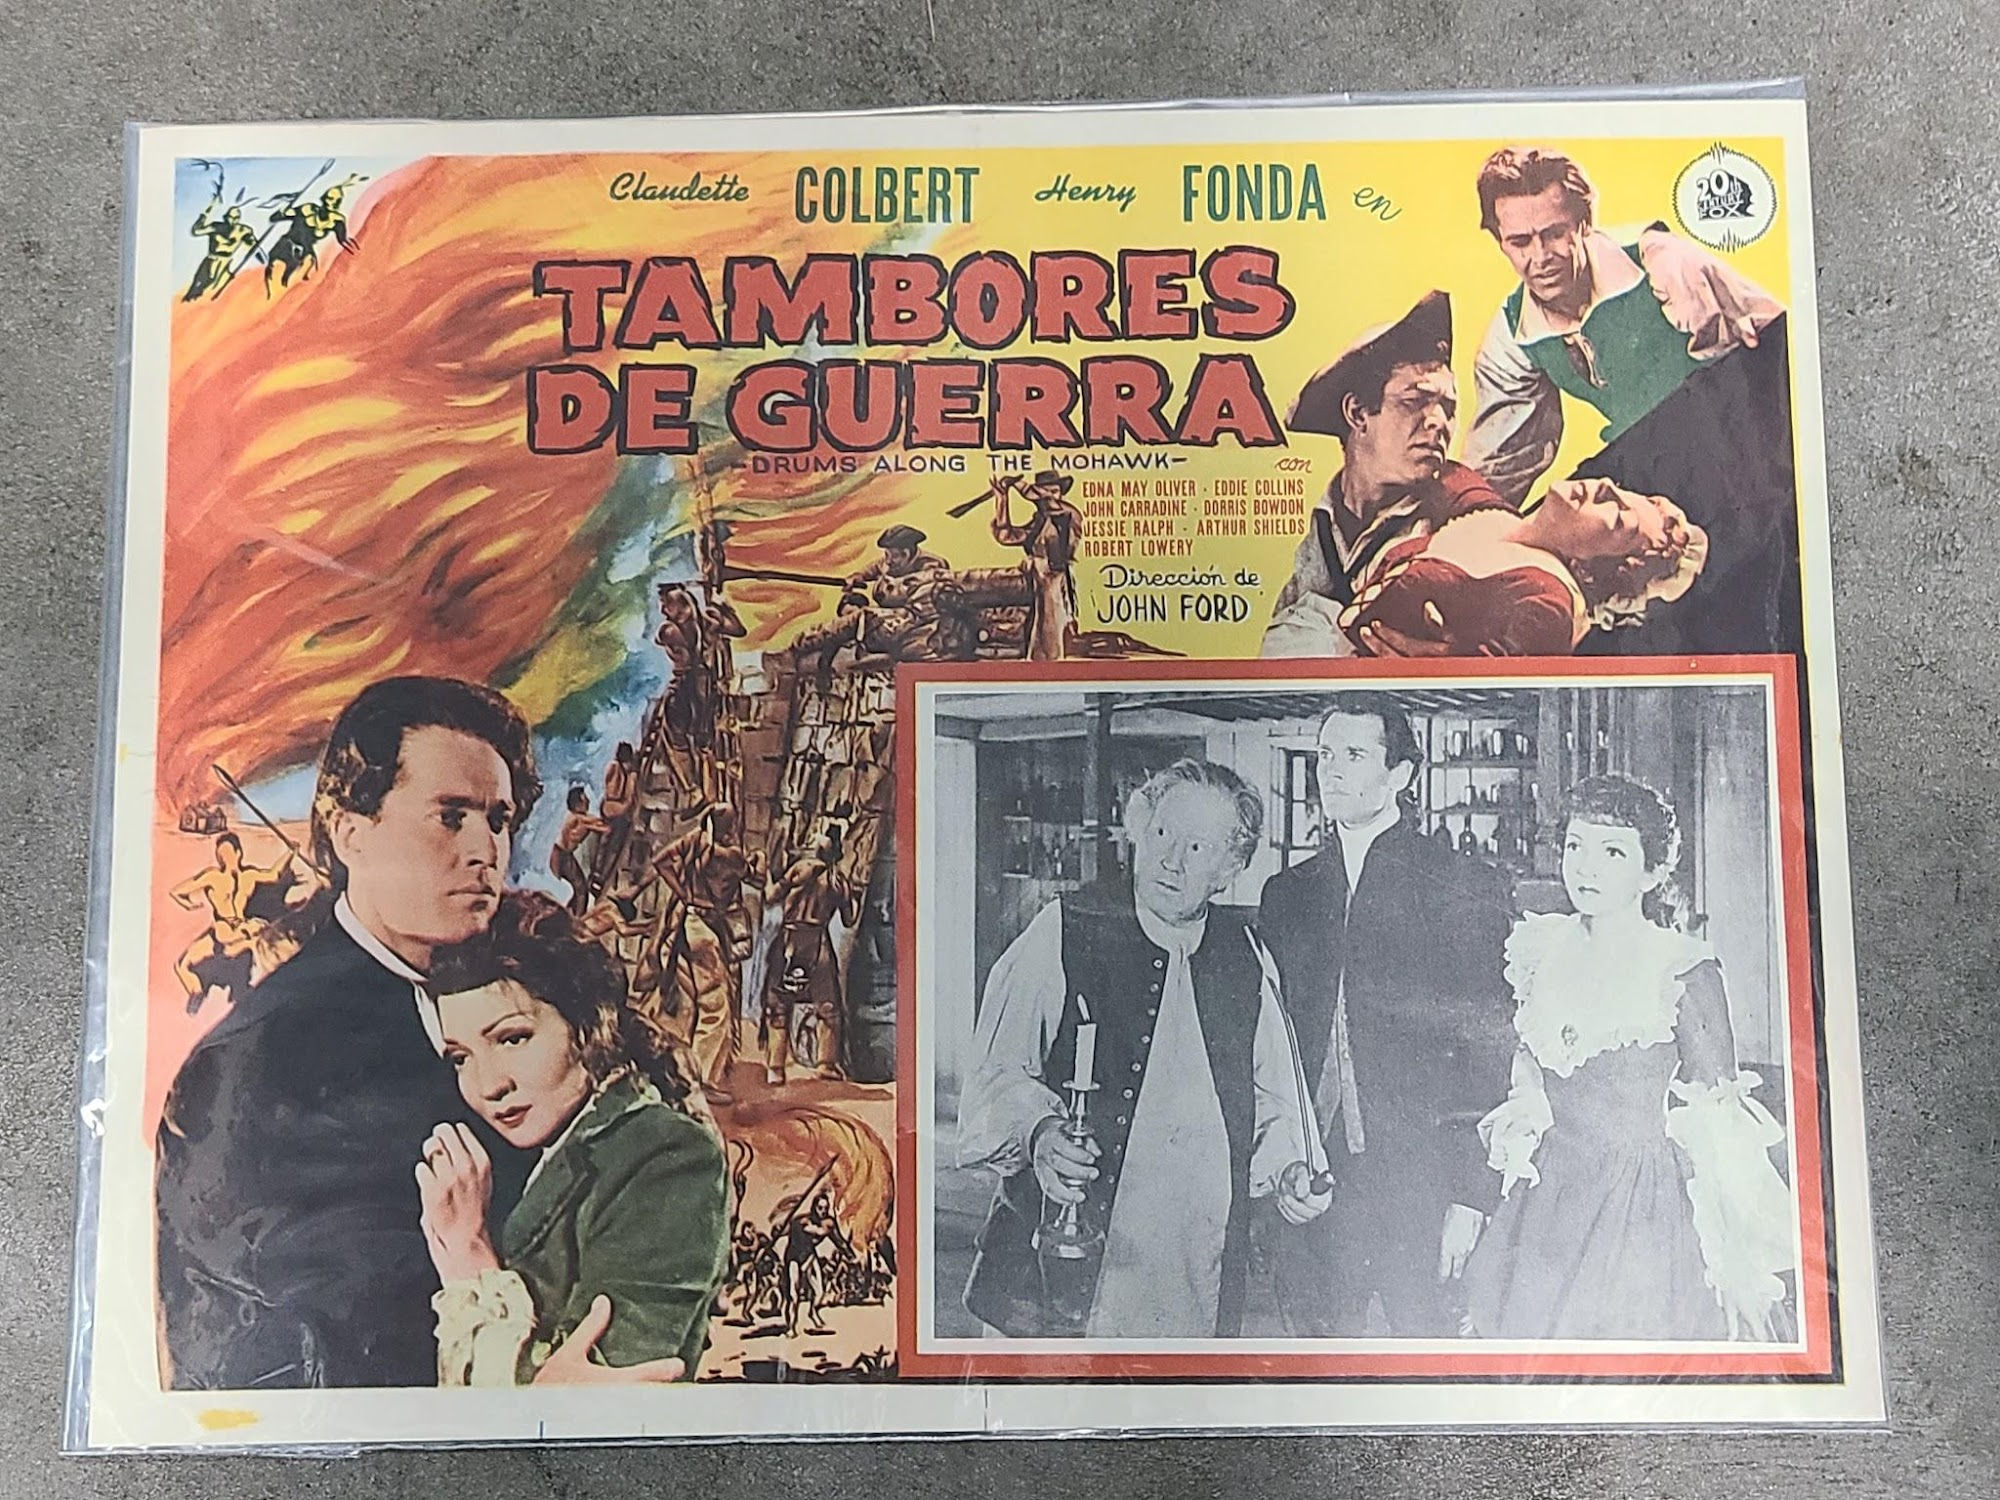 Claudette COLBERT Henry FONDA en
20th
CENTURY
FOX
TAMBORES
DE GUERRA
-DRUMS ALONG THE MOHAWK-
con
EDNA MAY OLIVER · EDDIE COLLINS
JOHN CARRADINE · DORRIS BOWDON
JESSIE RALPH · ARTHUR SHIELDS
ROBERT LOWERY
Dirección de
JOHN FORD